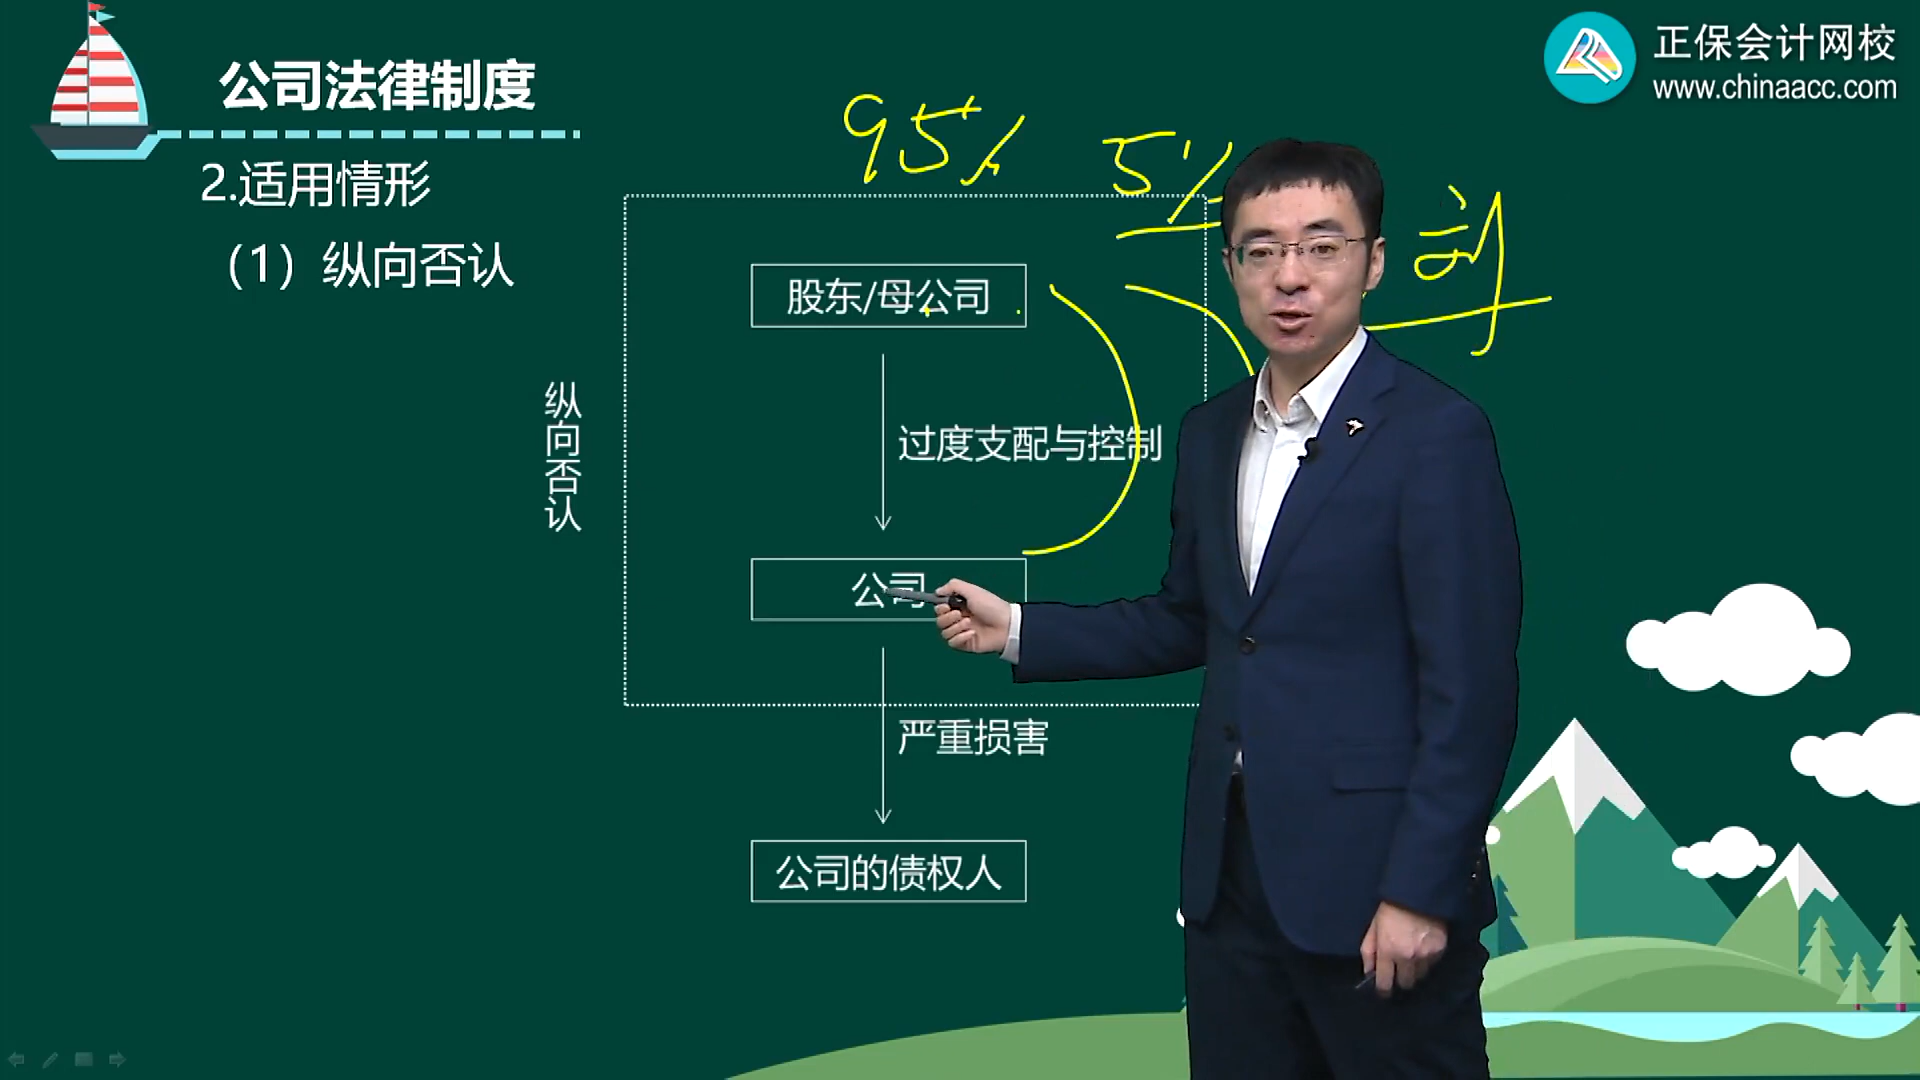 公司法律制度
正保会计网校
www.chinaacc.com
2.适用情形
（1）纵向否认
95%
5%
刘
股东/母公司
过度支配与控制
纵向否认
公司
严重损害
公司的债权人